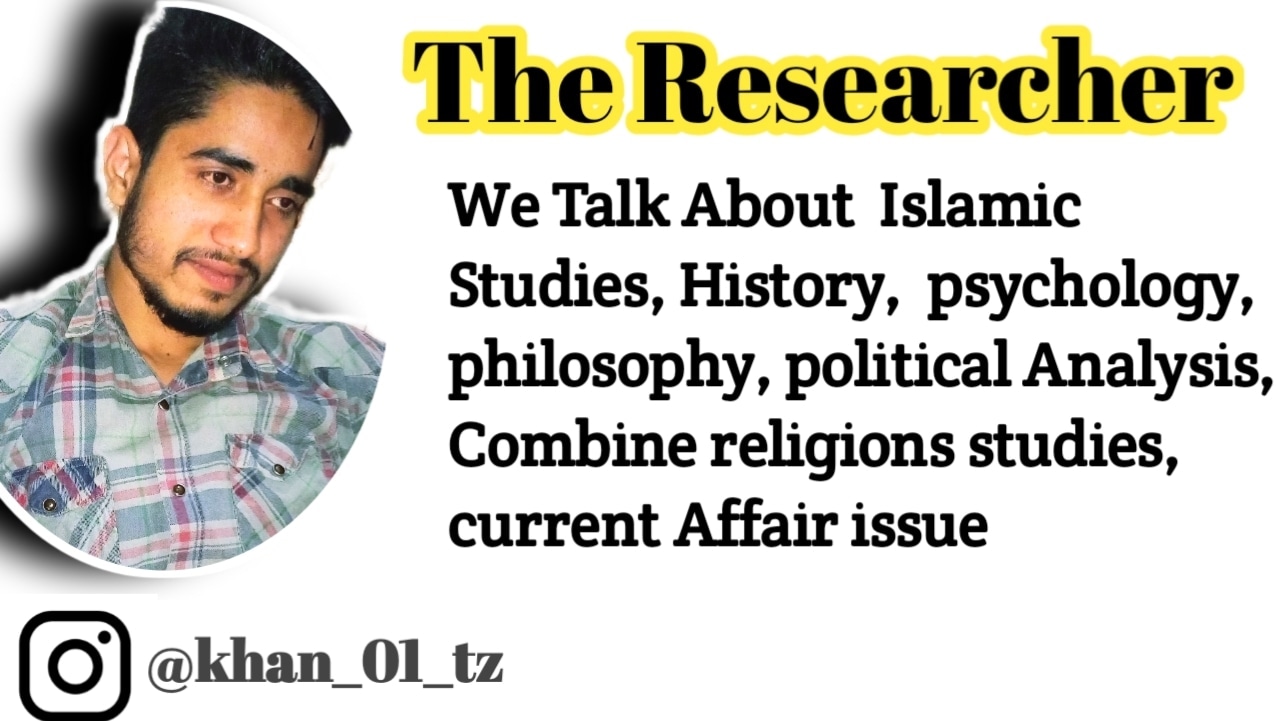 The Researcher
We Talk About Islamic
Studies, History, psychology,
philosophy, political Analysis,
Combine religions studies,
current Affair issue
@khan_01_tz